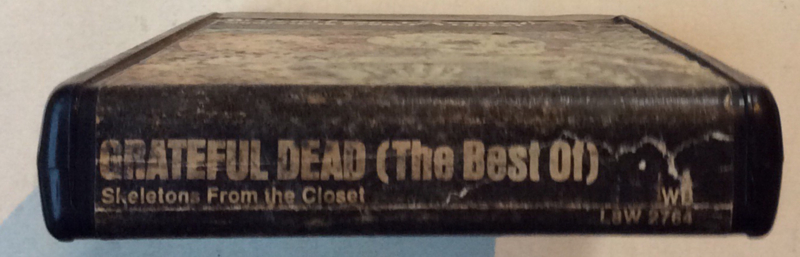 GRATEFUL DEAD (The Best Of)
Skeletons From the Closet
WB
L8W 2764